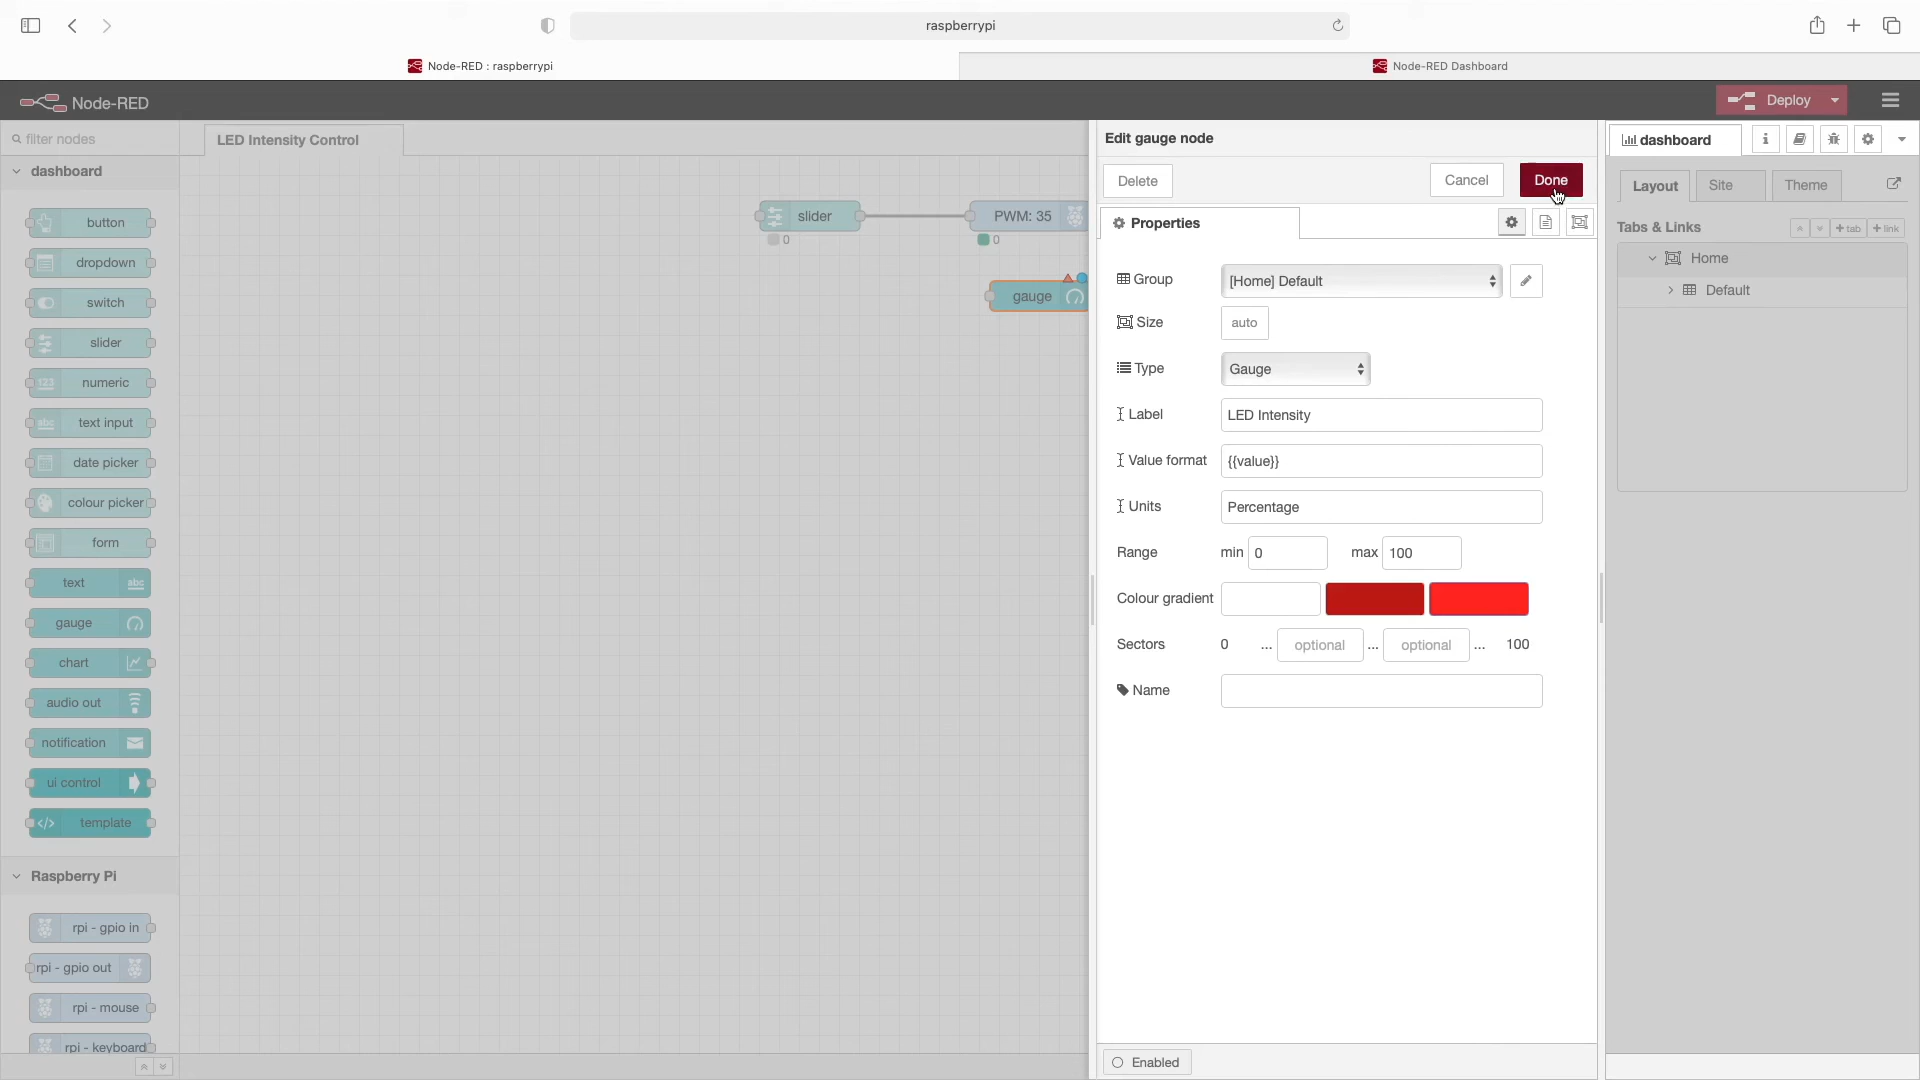 raspberrypi
Node-RED : raspberrypi
Node-RED Dashboard
Node-RED
Deploy
filter nodes
LED Intensity Control
dashboard
button
dropdown
switch
slider
123 numeric
abc text input
date picker
colour picker
form
text abc
gauge
chart
audio out
notification
ui control
</> template
Raspberry Pi
rpi - gpio in
rpi - gpio out
rpi - mouse
rpi - keyboard
slider
0
PWM: 35
0
gauge
Edit gauge node
Delete
Cancel
Done
Properties
Group
[Home] Default
Size
auto
Type
Gauge
Label
LED Intensity
Value format
{{value}}
Units
Percentage
Range
min 0
max 100
Colour gradient
Sectors
0 ... optional ... optional ... 100
Name
Enabled
dashboard
i
Layout
Site
Theme
Tabs & Links
+ tab
+ link
Home
Default